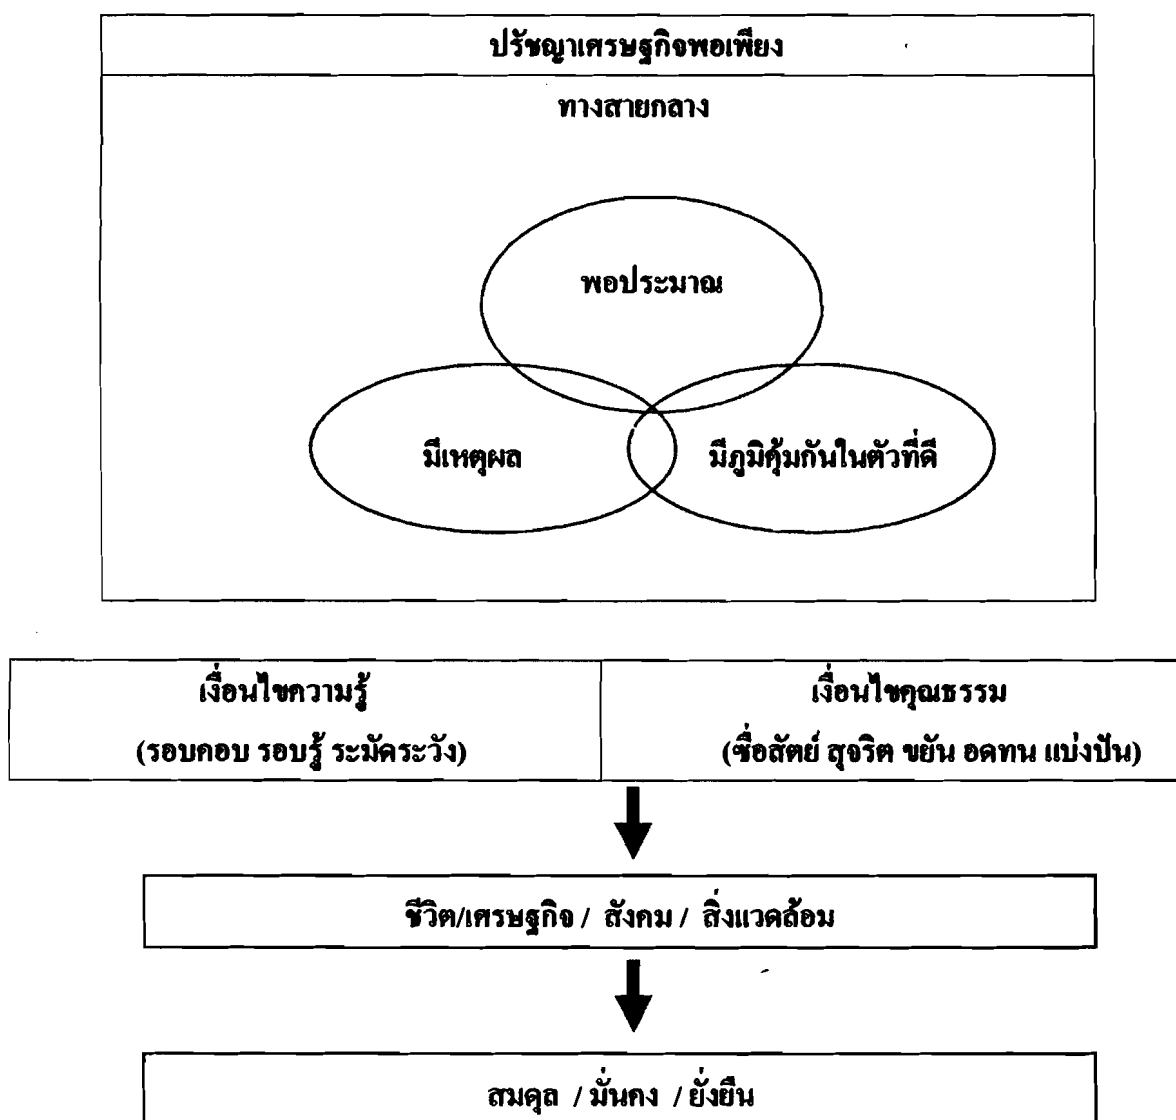 ปรัชญาเศรษฐกิจพอเพียง
ทางสายกลาง
พอประมาณ
มีเหตุผล
มีภูมิคุ้มกันในตัวที่ดี
เงื่อนไขความรู้
(รอบคอบ รอบรู้ ระมัดระวัง)
เงื่อนไขคุณธรรม
(ซื่อสัตย์ สุจริต ขยัน อดทน แบ่งปัน)
ชีวิต/เศรษฐกิจ / สังคม / สิ่งแวดล้อม
สมดุล / มั่นคง / ยั่งยืน